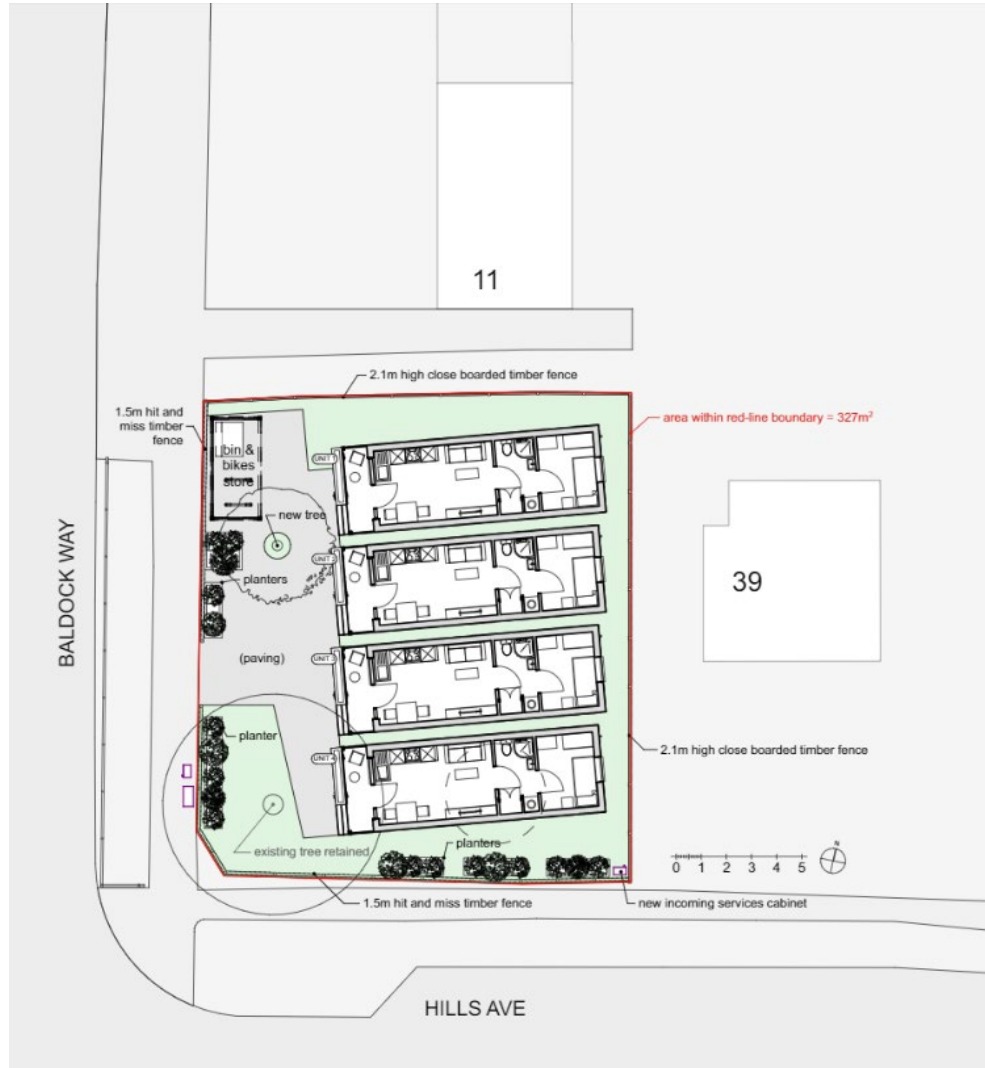 11
2.1m high close boarded timber fence
1.5m hit and
miss timber
fence
area within red-line boundary = 327m²
bin &
bikes
store
UNIT 1
new tree
UNIT 2
planters
39
BALDOCK WAY
(paving)
UNIT 3
planter
2.1m high close boarded timber fence
UNIT 4
existing tree retained
planters
N
0 1 2 3 4 5
1.5m hit and miss timber fence
new incoming services cabinet
HILLS AVE